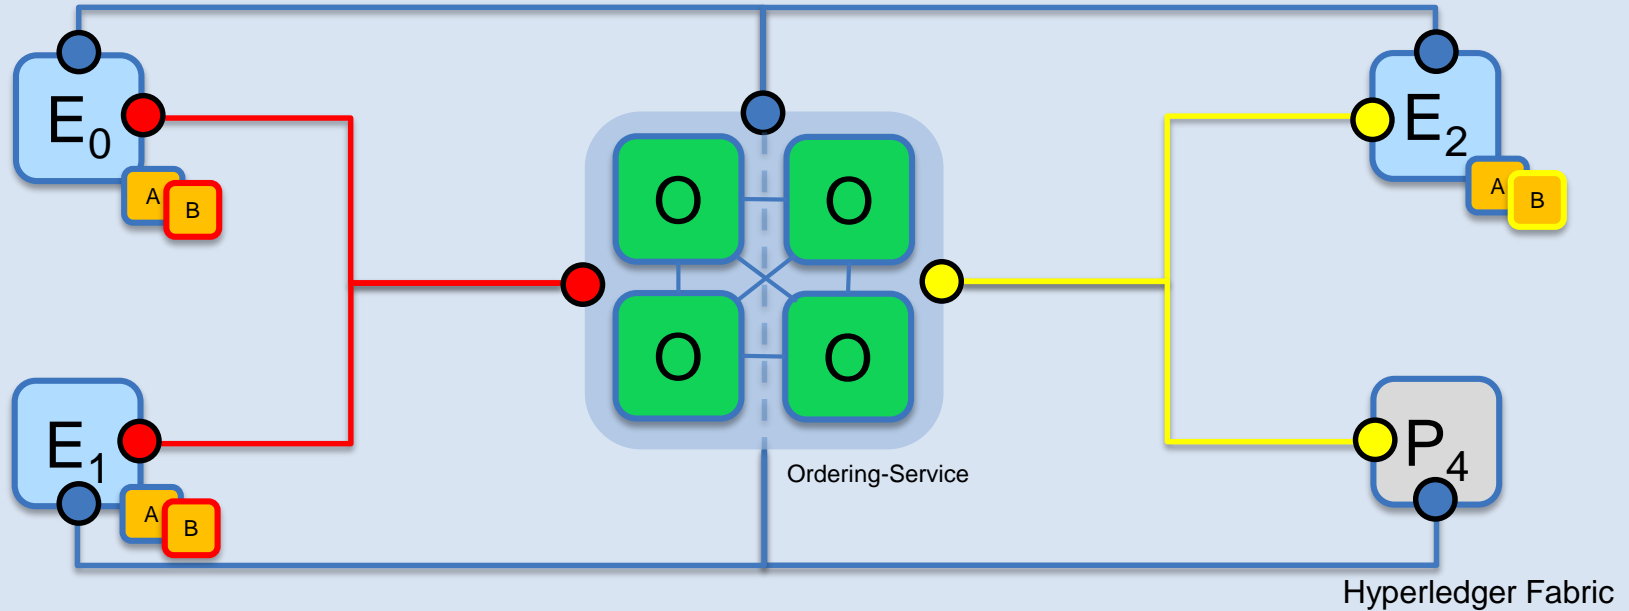 E₀
A
B
E₁
A
B
O
O
O
O
Ordering-Service
E₂
A
B
P₄
Hyperledger Fabric